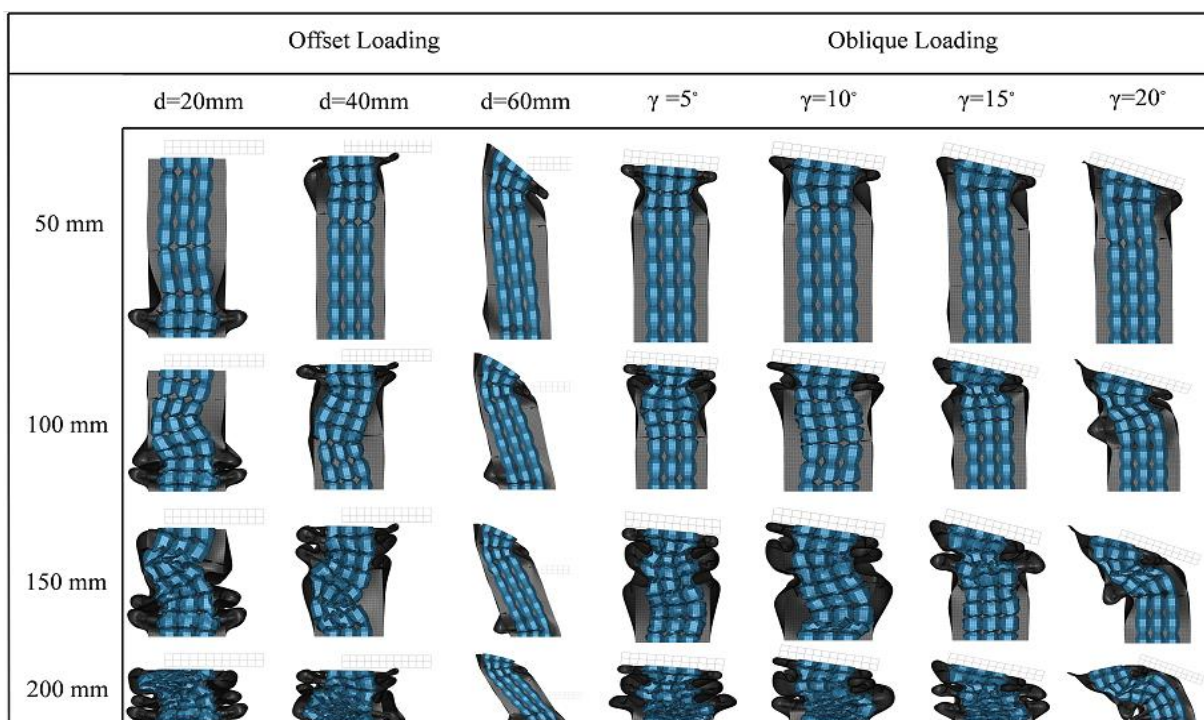 Offset Loading Oblique Loading
d=20mm d=40mm d=60mm γ =5° γ=10° γ=15° γ=20°
50 mm
100 mm
150 mm
200 mm